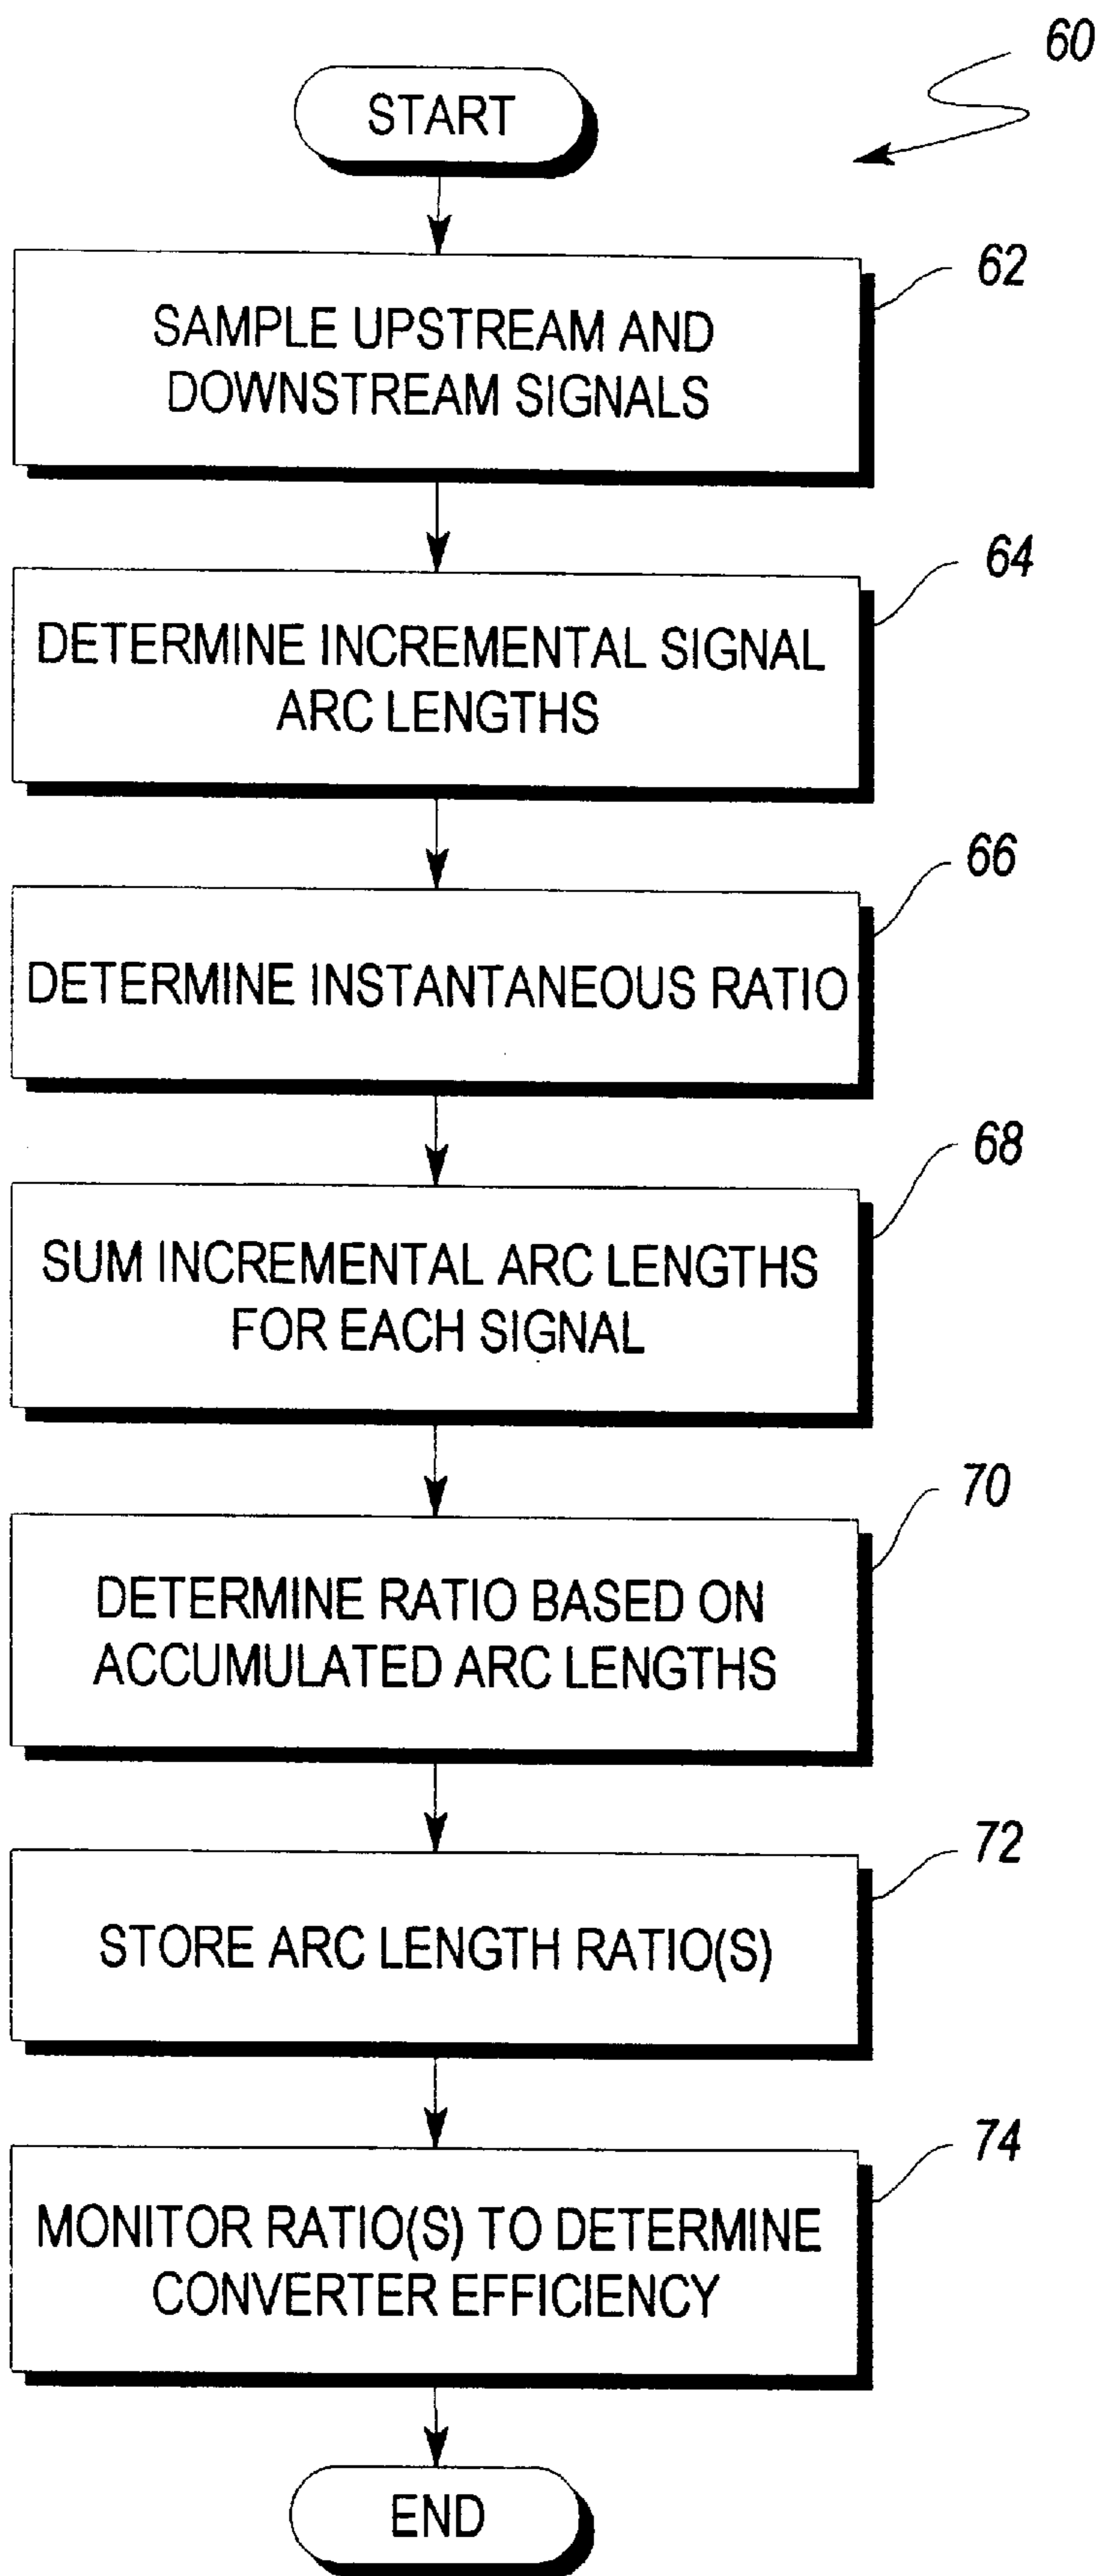 60
START
62
SAMPLE UPSTREAM AND
DOWNSTREAM SIGNALS
64
DETERMINE INCREMENTAL SIGNAL
ARC LENGTHS
66
DETERMINE INSTANTANEOUS RATIO
68
SUM INCREMENTAL ARC LENGTHS
FOR EACH SIGNAL
70
DETERMINE RATIO BASED ON
ACCUMULATED ARC LENGTHS
72
STORE ARC LENGTH RATIO(S)
74
MONITOR RATIO(S) TO DETERMINE
CONVERTER EFFICIENCY
END